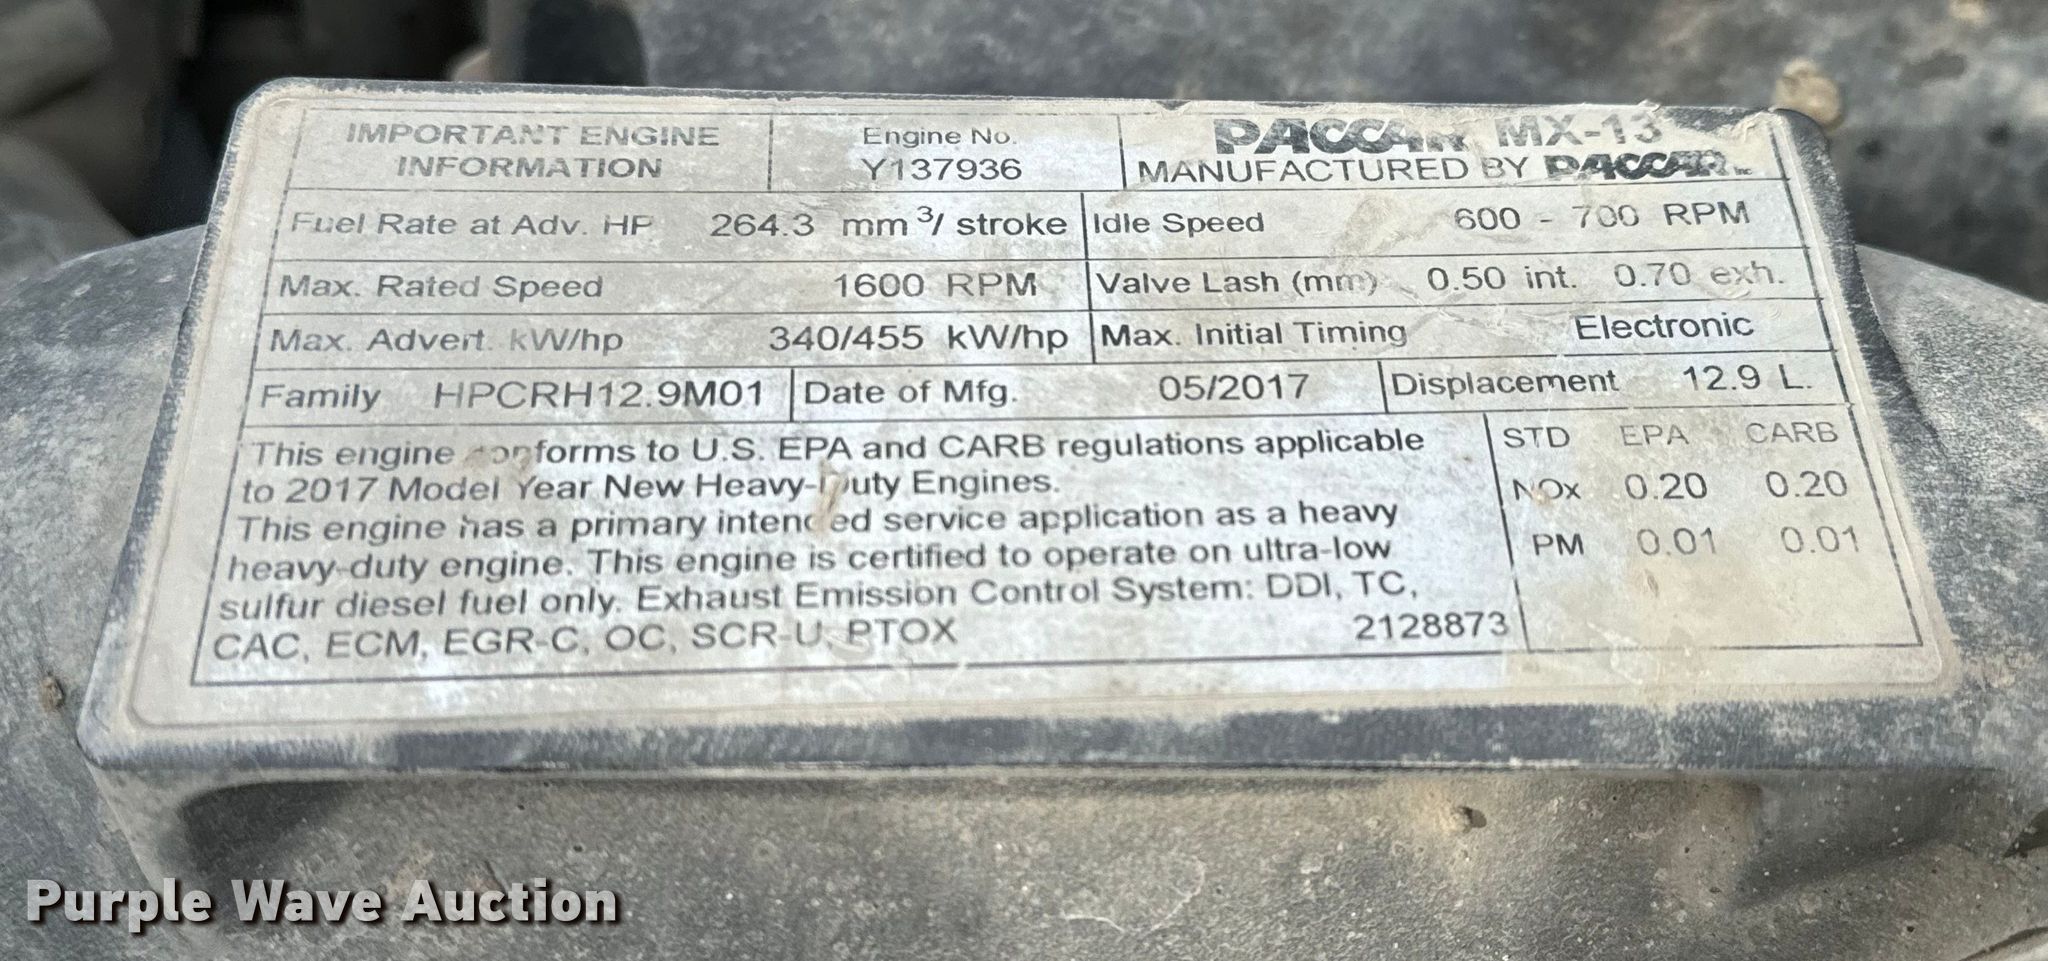 IMPORTANT ENGINE INFORMATION
Engine No. Y137936
PACCAR MX-13
MANUFACTURED BY PACCAR INC
Fuel Rate at Adv. HP 264.3 mm³/ stroke
Idle Speed 600 - 700 RPM
Max. Rated Speed 1600 RPM
Valve Lash (mm) 0.50 int. 0.70 exh.
Max. Advert. kW/hp 340/455 kW/hp
Max. Initial Timing Electronic
Family HPCRH12.9M01
Date of Mfg. 05/2017
Displacement 12.9 L.
This engine conforms to U.S. EPA and CARB regulations applicable
to 2017 Model Year New Heavy-Duty Engines.
This engine has a primary intended service application as a heavy
heavy-duty engine. This engine is certified to operate on ultra-low
sulfur diesel fuel only. Exhaust Emission Control System: DDI, TC,
CAC, ECM, EGR-C, OC, SCR-U, PTOX
2128873
STD EPA CARB
NOx 0.20 0.20
PM 0.01 0.01
Purple Wave Auction